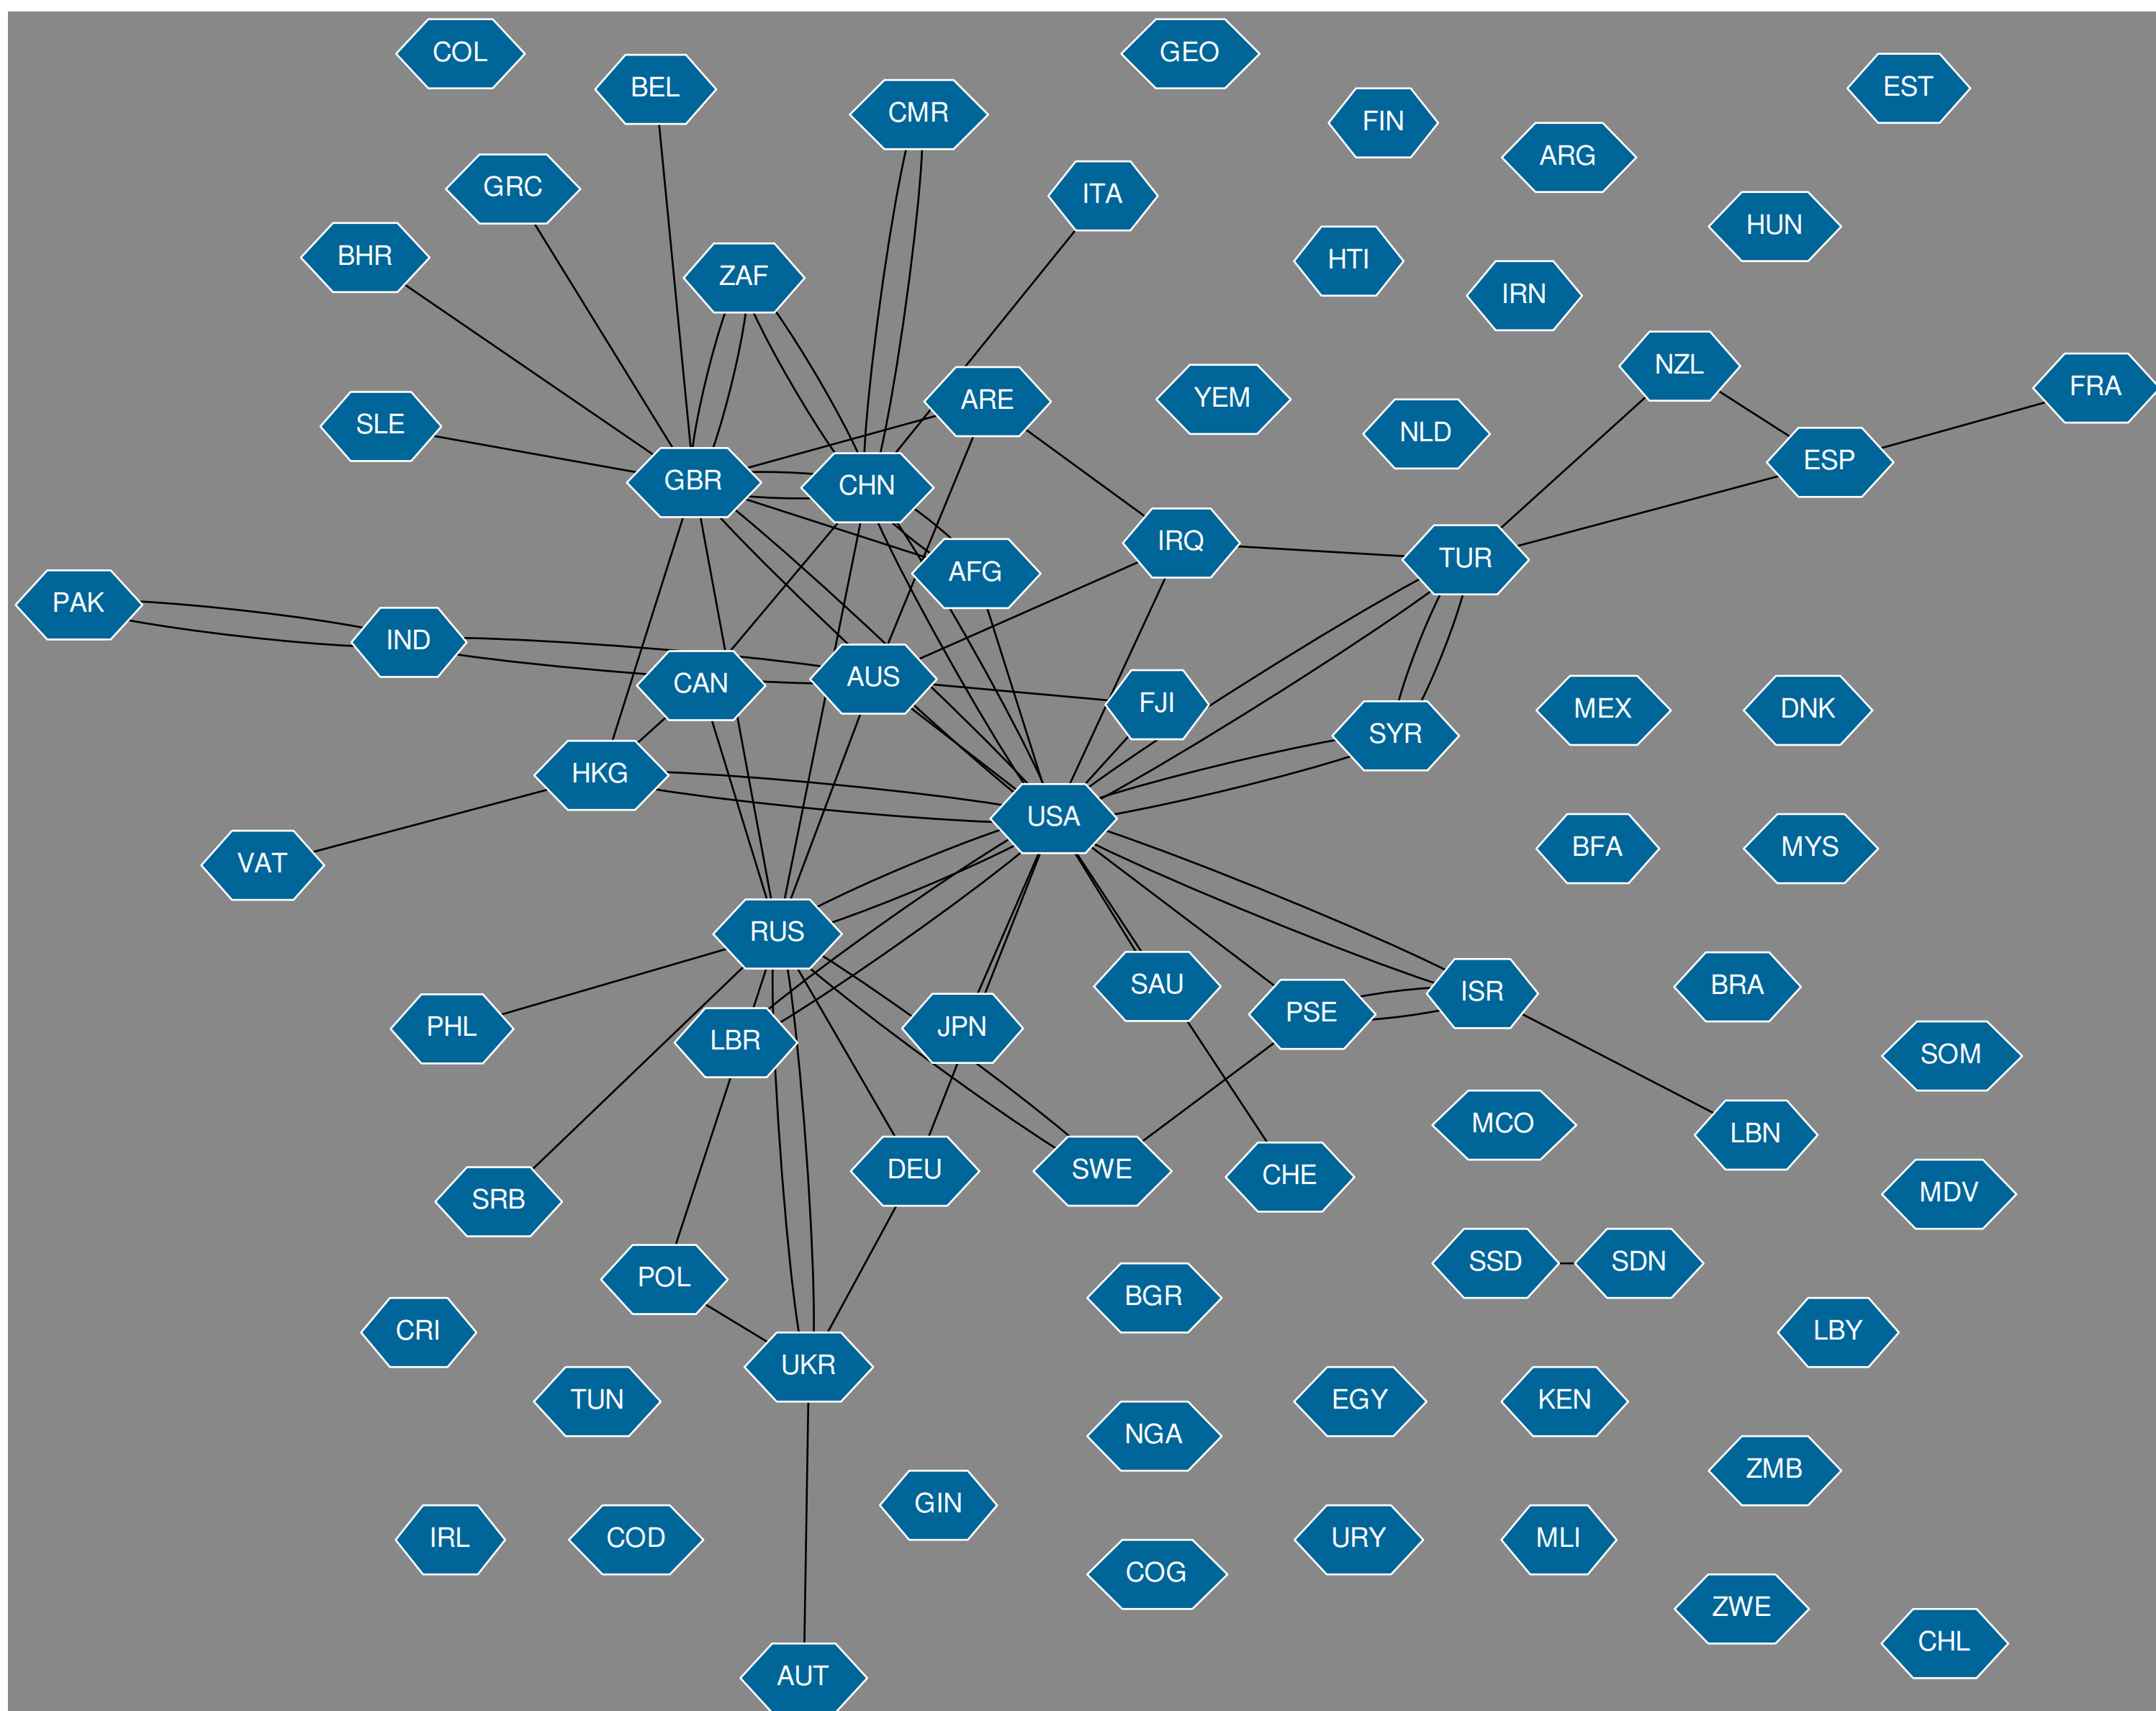 COL
GEO
BEL
EST
CMR
FIN
ARG
GRC
ITA
HUN
BHR
ZAF
HTI
IRN
NZL
FRA
ARE
YEM
SLE
NLD
ESP
GBR
CHN
IRQ
TUR
AFG
PAK
IND
CAN
AUS
FJI
MEX
DNK
SYR
HKG
USA
VAT
BFA
MYS
RUS
SAU
ISR
BRA
PSE
PHL
LBR
JPN
SOM
MCO
LBN
DEU
SWE
CHE
MDV
SRB
POL
SSD
SDN
BGR
CRI
LBY
UKR
TUN
EGY
KEN
NGA
ZMB
GIN
IRL
COD
URY
MLI
COG
ZWE
CHL
AUT